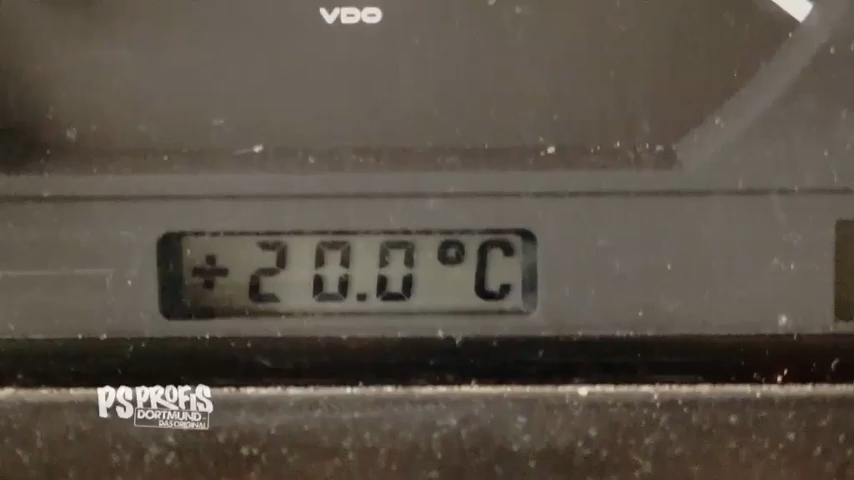 VDO
+20.0°C
PS PROFIS
DORTMUND
DAS ORIGINAL